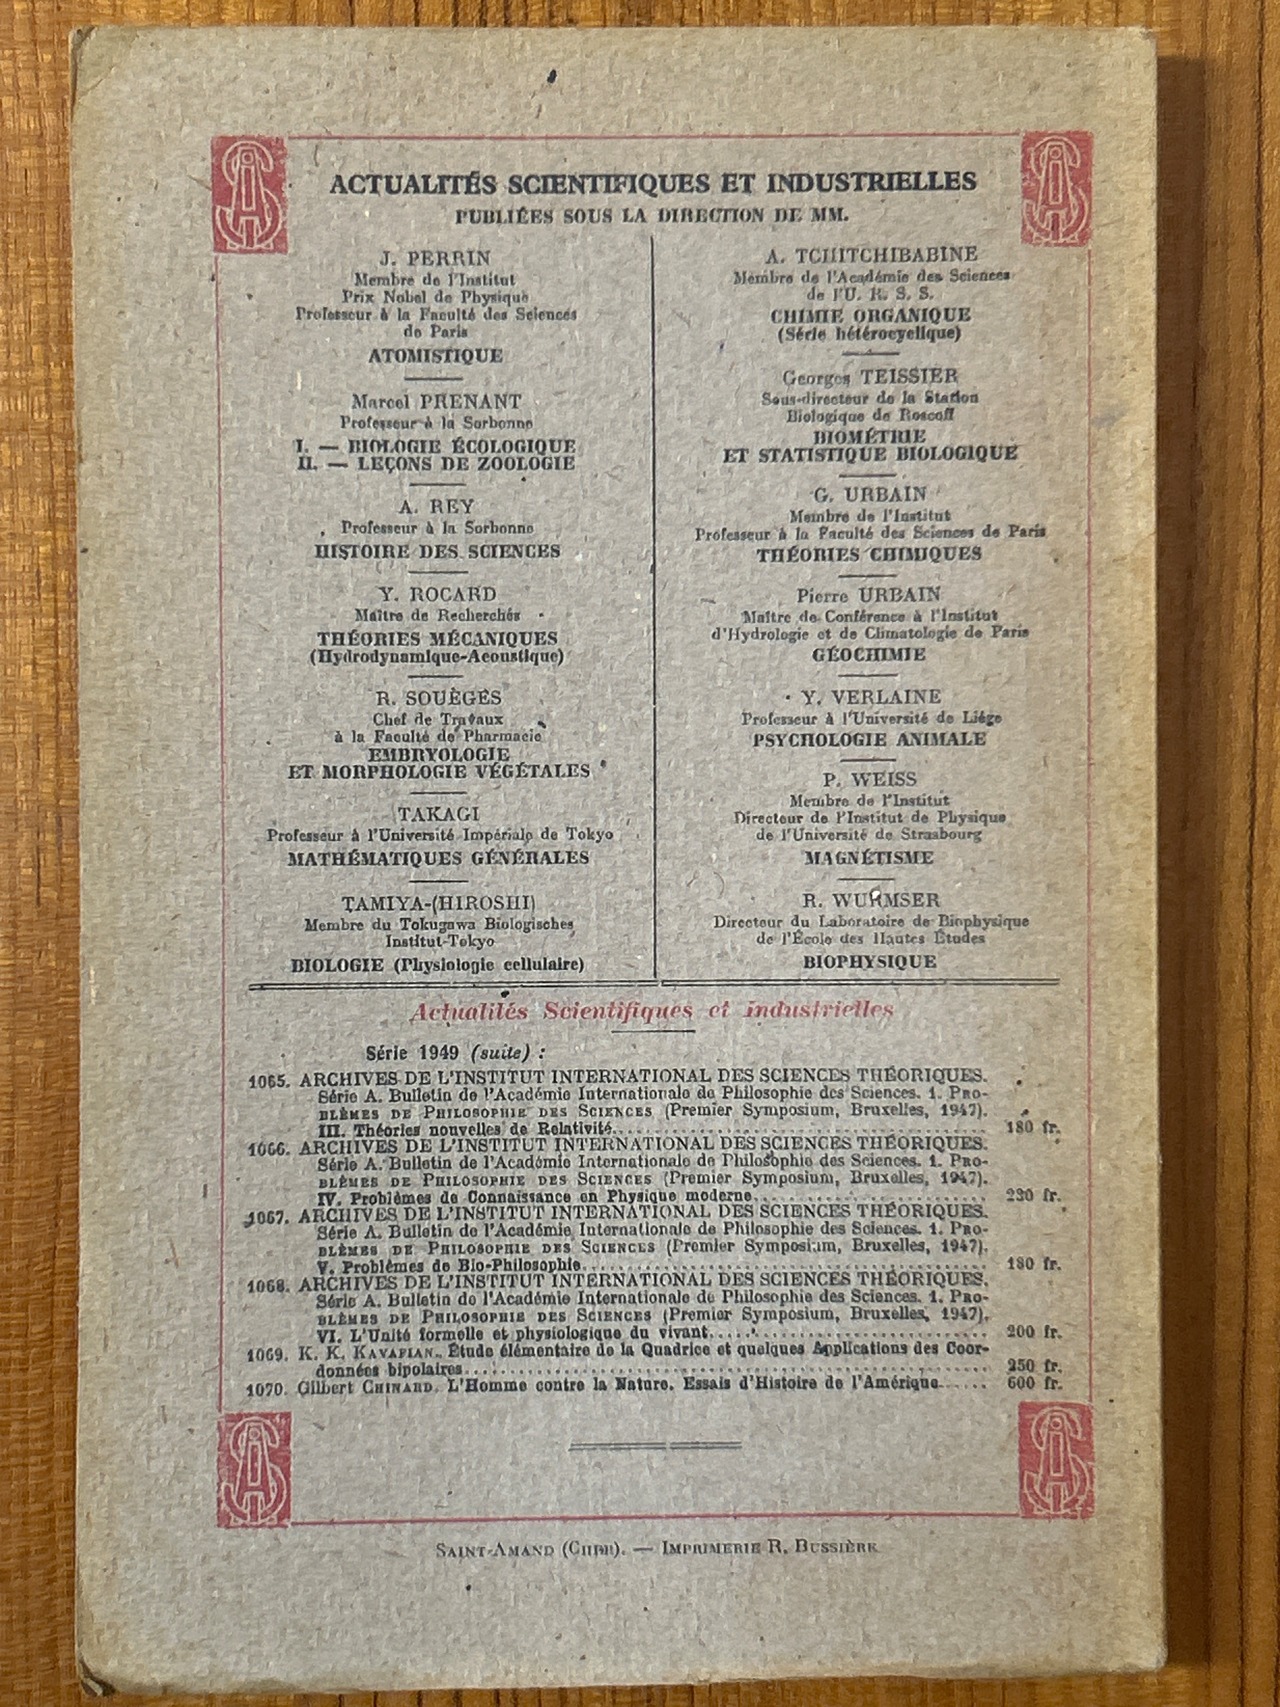 ACTUALITÉS SCIENTIFIQUES ET INDUSTRIELLES
PUBLIÉES SOUS LA DIRECTION DE MM.
J. PERRIN
Membre de l'Institut
Prix Nobel de Physique
Professeur à la Faculté des Sciences
de Paris
ATOMISTIQUE
Marcel PRENANT
Professeur à la Sorbonne
I. — BIOLOGIE ÉCOLOGIQUE
II. — LEÇONS DE ZOOLOGIE
A. REY
Professeur à la Sorbonne
HISTOIRE DES SCIENCES
Y. ROCARD
Maître de Recherches
THÉORIES MÉCANIQUES
(Hydrodynamique-Acoustique)
R. SOUÈGES
Chef de Travaux
à la Faculté de Pharmacie
EMBRYOLOGIE
ET MORPHOLOGIE VÉGÉTALES
TAKAGI
Professeur à l'Université Impériale de Tokyo
MATHÉMATIQUES GÉNÉRALES
TAMIYA-(HIROSHI)
Membre du Tokugawa Biologisches
Institut-Tokyo
BIOLOGIE (Physiologie cellulaire)
A. TCHITCHIBABINE
Membre de l'Académie des Sciences
de l'U. R. S. S.
CHIMIE ORGANIQUE
(Série hétérocyclique)
Georges TEISSIER
Sous-directeur de la Station
Biologique de Roscoff
BIOMÉTRIE
ET STATISTIQUE BIOLOGIQUE
G. URBAIN
Membre de l'Institut
Professeur à la Faculté des Sciences de Paris
THÉORIES CHIMIQUES
Pierre URBAIN
Maître de Conférence à l'Institut
d'Hydrologie et de Climatologie de Paris
GÉOCHIMIE
Y. VERLAINE
Professeur à l'Université de Liége
PSYCHOLOGIE ANIMALE
P. WEISS
Membre de l'Institut
Directeur de l'Institut de Physique
de l'Université de Strasbourg
MAGNÉTISME
R. WURMSER
Directeur du Laboratoire de Biophysique
de l'École des Hautes Études
BIOPHYSIQUE
Actualités Scientifiques et industrielles
Série 1949 (suite) :
1065. ARCHIVES DE L'INSTITUT INTERNATIONAL DES SCIENCES THÉORIQUES.
Série A. Bulletin de l'Académie Internationale de Philosophie des Sciences. 1. PRO-
BLÈMES DE PHILOSOPHIE DES SCIENCES (Premier Symposium, Bruxelles, 1947).
III. Théories nouvelles de Relativité........ 180 fr.
1066. ARCHIVES DE L'INSTITUT INTERNATIONAL DES SCIENCES THÉORIQUES.
Série A. Bulletin de l'Académie Internationale de Philosophie des Sciences. 1. PRO-
BLÈMES DE PHILOSOPHIE DES SCIENCES (Premier Symposium, Bruxelles, 1947).
IV. Problèmes de Connaissance en Physique moderne........ 230 fr.
1067. ARCHIVES DE L'INSTITUT INTERNATIONAL DES SCIENCES THÉORIQUES.
Série A. Bulletin de l'Académie Internationale de Philosophie des Sciences. 1. PRO-
BLÈMES DE PHILOSOPHIE DES SCIENCES (Premier Symposium, Bruxelles, 1947).
V. Problèmes de Bio-Philosophie........ 180 fr.
1068. ARCHIVES DE L'INSTITUT INTERNATIONAL DES SCIENCES THÉORIQUES.
Série A. Bulletin de l'Académie Internationale de Philosophie des Sciences. 1. PRO-
BLÈMES DE PHILOSOPHIE DES SCIENCES (Premier Symposium, Bruxelles, 1947).
VI. L'Unité formelle et physiologique du vivant........ 200 fr.
1069. K. K. KAVAFIAN. Étude élémentaire de la Quadrice et quelques Applications des Coor-
données bipolaires........ 250 fr.
1070. Gilbert CHINARD. L'Homme contre la Nature. Essais d'Histoire de l'Amérique...... 600 fr.
SAINT-AMAND (CHER). — IMPRIMERIE R. BUSSIÈRE